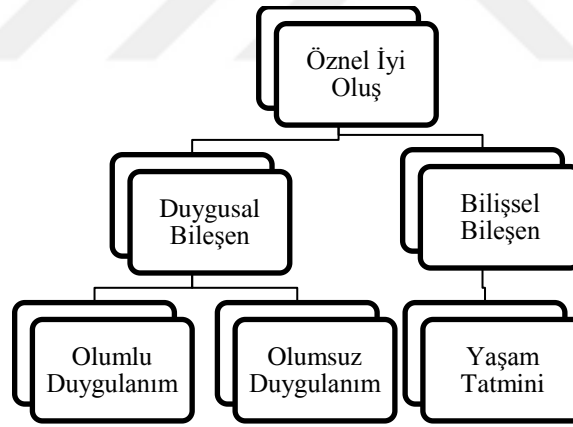 Öznel İyi
Oluş
Duygusal
Bileşen
Bilişsel
Bileşen
Olumlu
Duygulanım
Olumsuz
Duygulanım
Yaşam
Tatmini